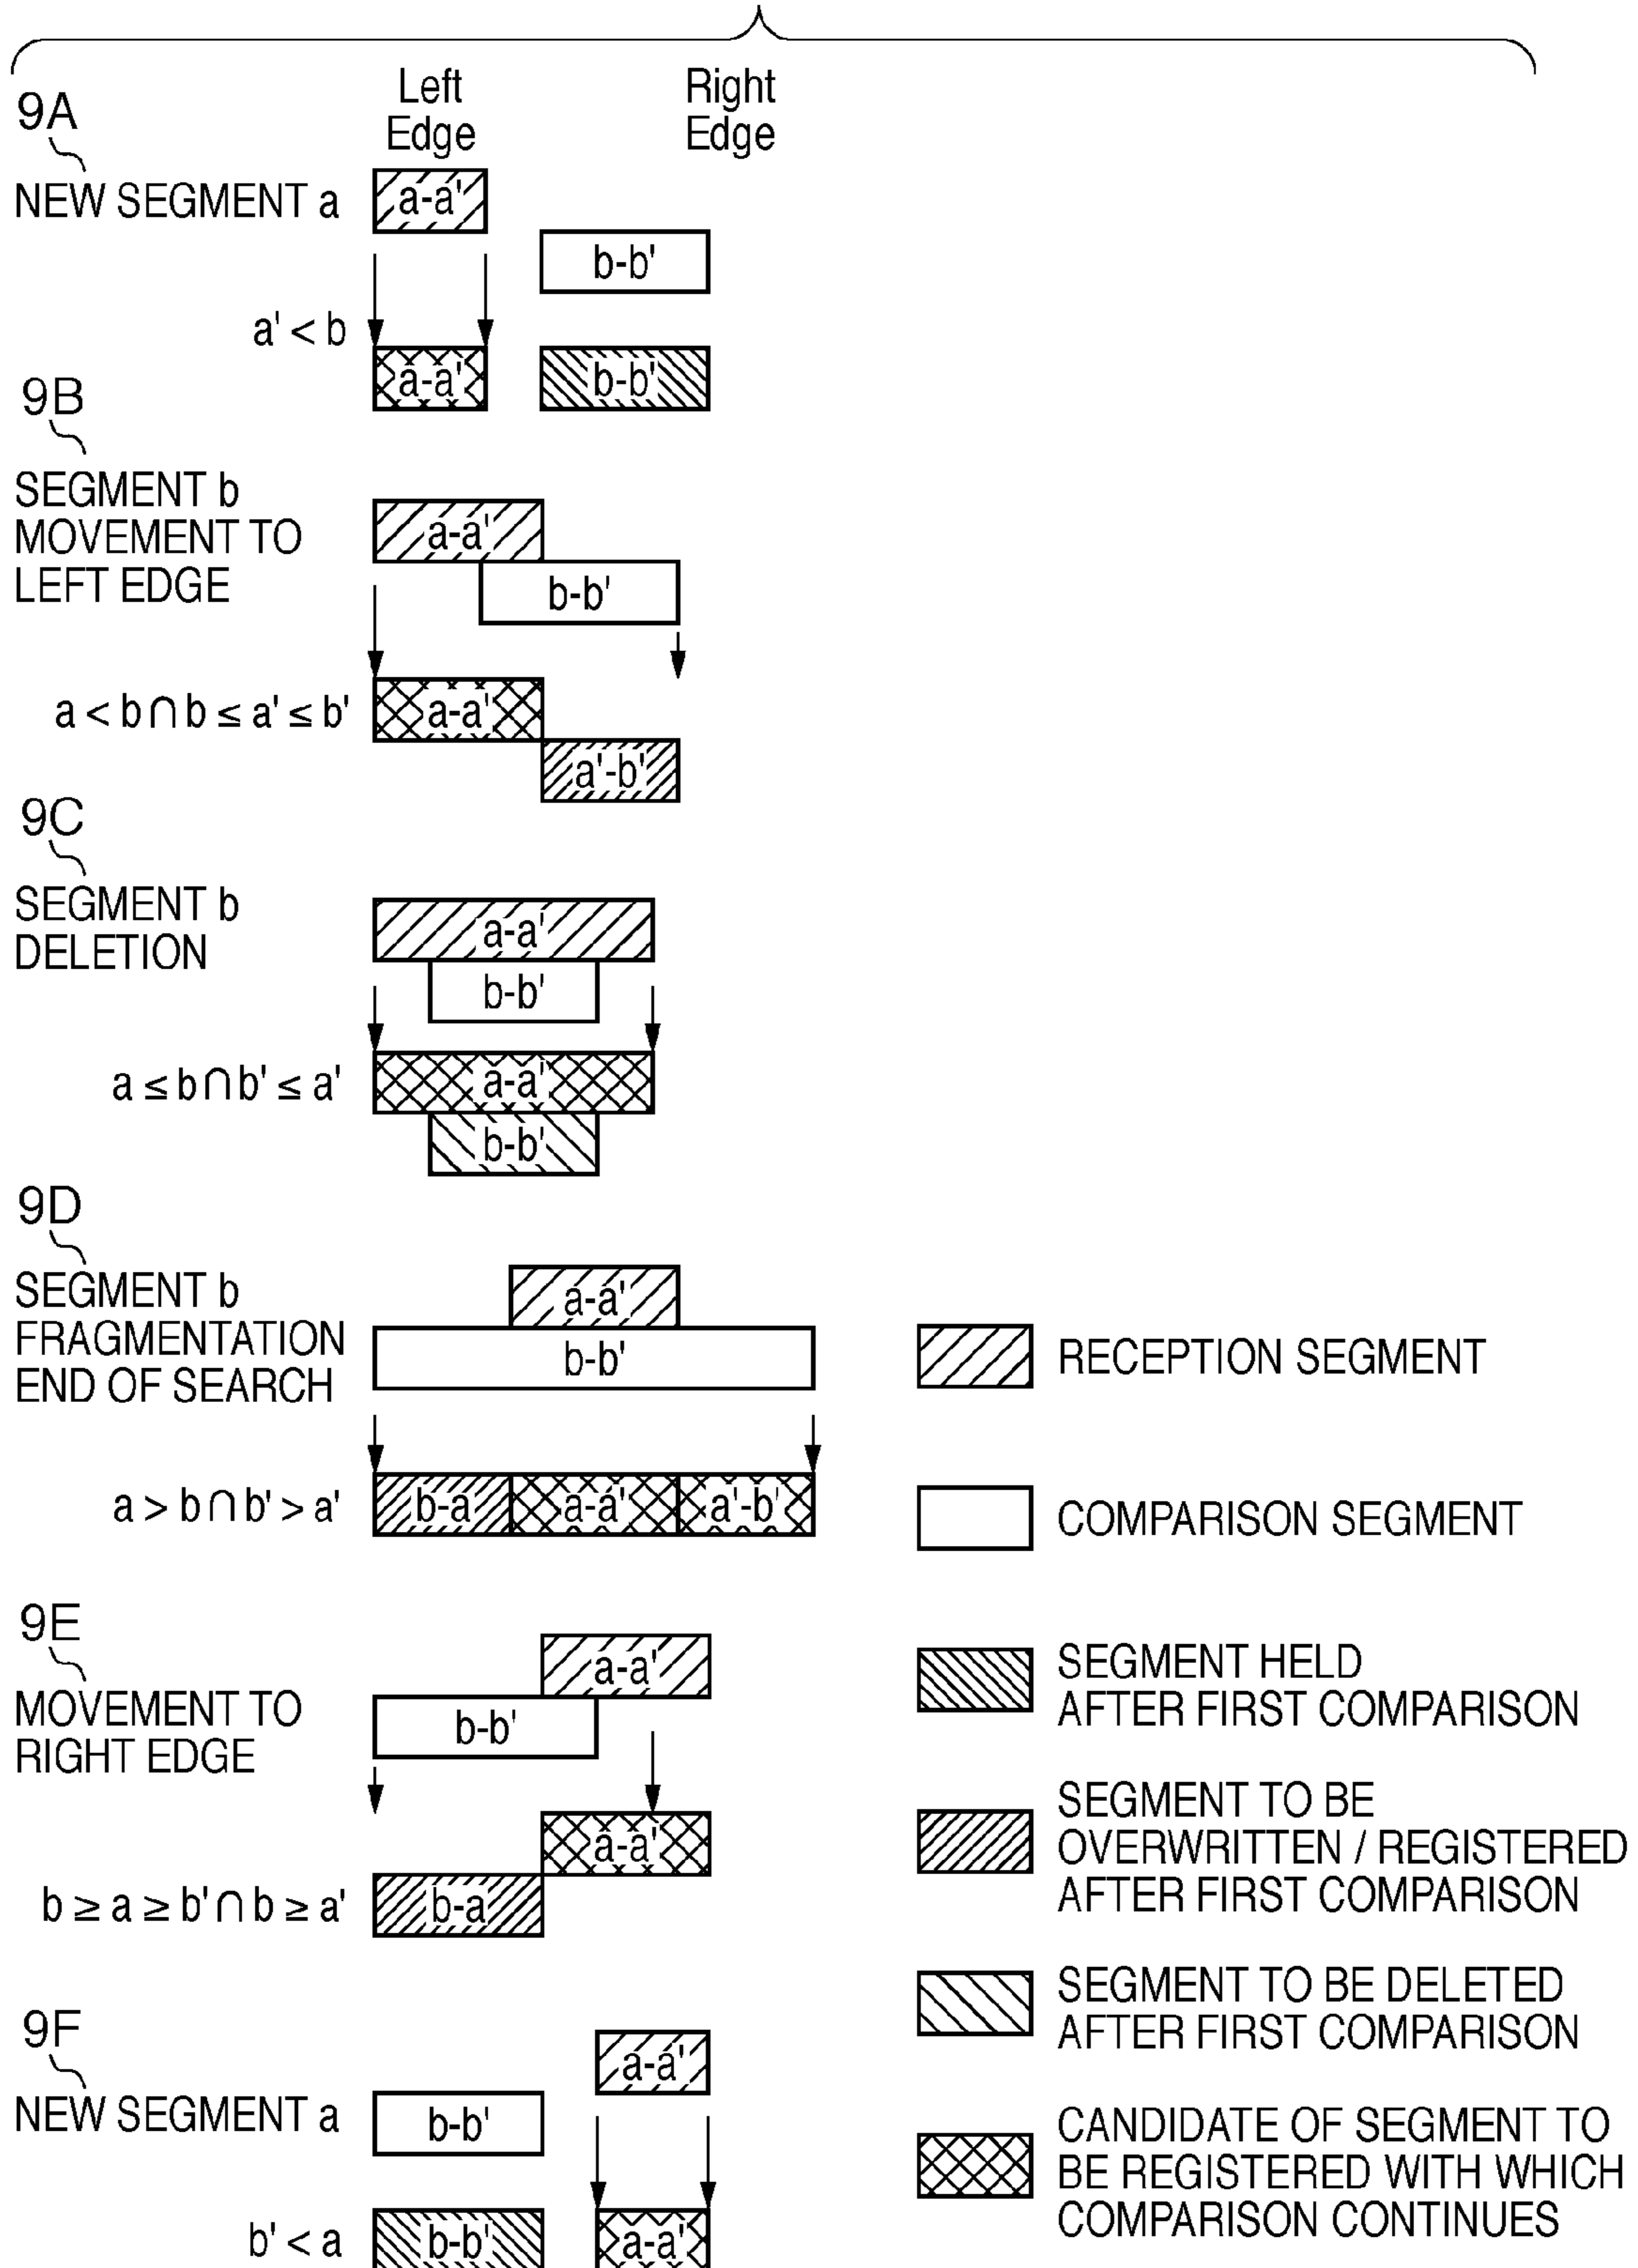 9A
Left
Edge
Right
Edge
NEW SEGMENT a
a-a'
b-b'
a' < b
a-a'
b-b'
9B
SEGMENT b
MOVEMENT TO
LEFT EDGE
a-a'
b-b'
a < b ∩ b ≤ a' ≤ b'
a-a'
a'-b'
9C
SEGMENT b
DELETION
a-a'
b-b'
a ≤ b ∩ b' ≤ a'
a-a'
b-b'
9D
SEGMENT b
FRAGMENTATION
END OF SEARCH
a-a'
b-b'
a > b ∩ b' > a'
b-a
a-a'
a'-b'
9E
MOVEMENT TO
RIGHT EDGE
a-a'
b-b'
b ≥ a ≥ b' ∩ b ≥ a'
a-a'
b-a
9F
NEW SEGMENT a
a-a'
b-b'
b' < a
b-b'
a-a'
RECEPTION SEGMENT
COMPARISON SEGMENT
SEGMENT HELD
AFTER FIRST COMPARISON
SEGMENT TO BE
OVERWRITTEN / REGISTERED
AFTER FIRST COMPARISON
SEGMENT TO BE DELETED
AFTER FIRST COMPARISON
CANDIDATE OF SEGMENT TO
BE REGISTERED WITH WHICH
COMPARISON CONTINUES